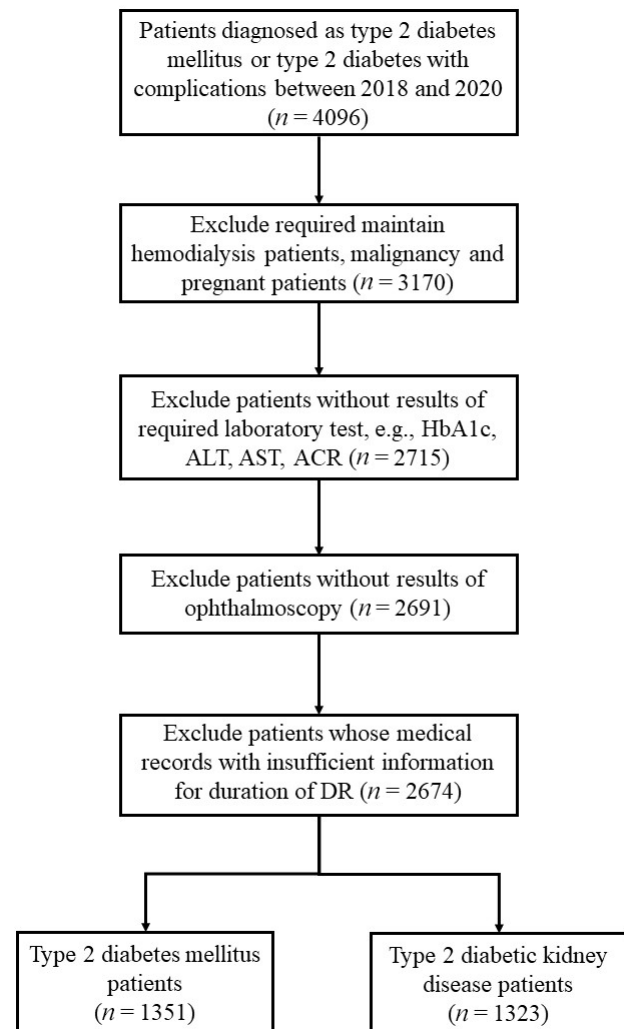 Patients diagnosed as type 2 diabetes
mellitus or type 2 diabetes with
complications between 2018 and 2020
(n = 4096)
Exclude required maintain
hemodialysis patients, malignancy and
pregnant patients (n = 3170)
Exclude patients without results of
required laboratory test, e.g., HbA1c,
ALT, AST, ACR (n = 2715)
Exclude patients without results of
ophthalmoscopy (n = 2691)
Exclude patients whose medical
records with insufficient information
for duration of DR (n = 2674)
Type 2 diabetes mellitus
patients
(n = 1351)
Type 2 diabetic kidney
disease patients
(n = 1323)